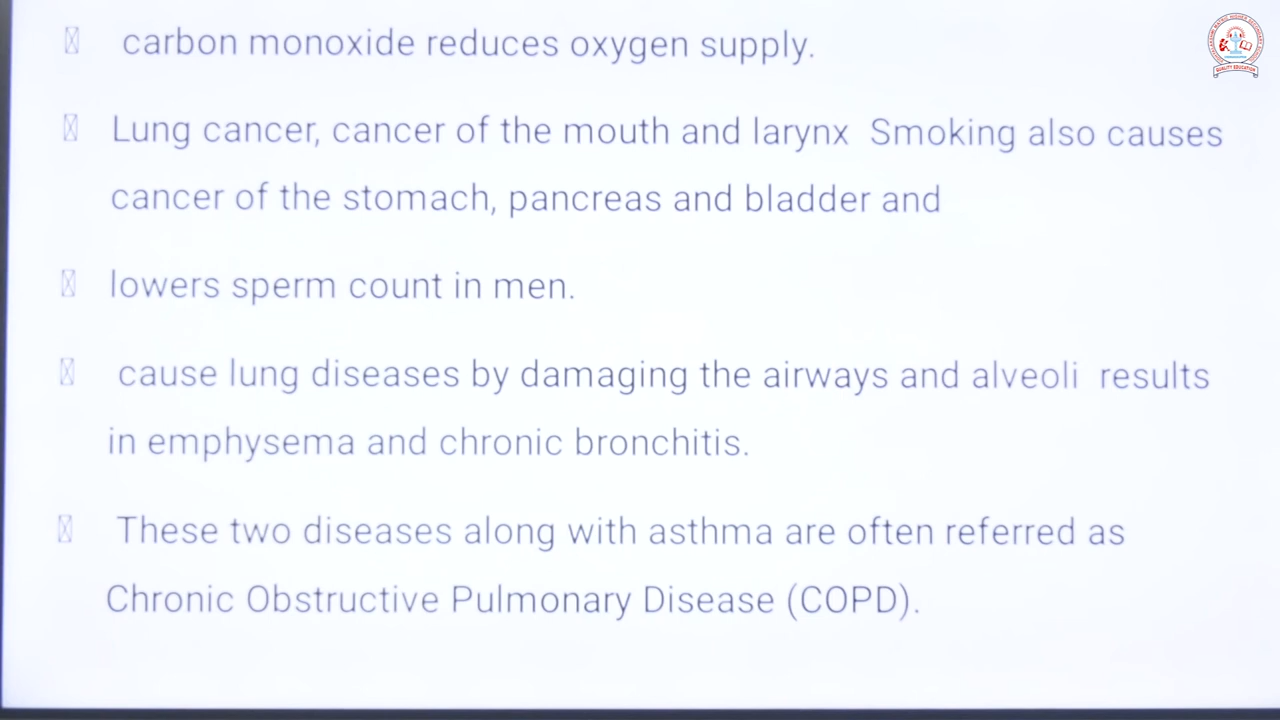 carbon monoxide reduces oxygen supply.
Lung cancer, cancer of the mouth and larynx Smoking also causes
cancer of the stomach, pancreas and bladder and
lowers sperm count in men.
cause lung diseases by damaging the airways and alveoli results
in emphysema and chronic bronchitis.
These two diseases along with asthma are often referred as
Chronic Obstructive Pulmonary Disease (COPD).
QUALITY EDUCATION